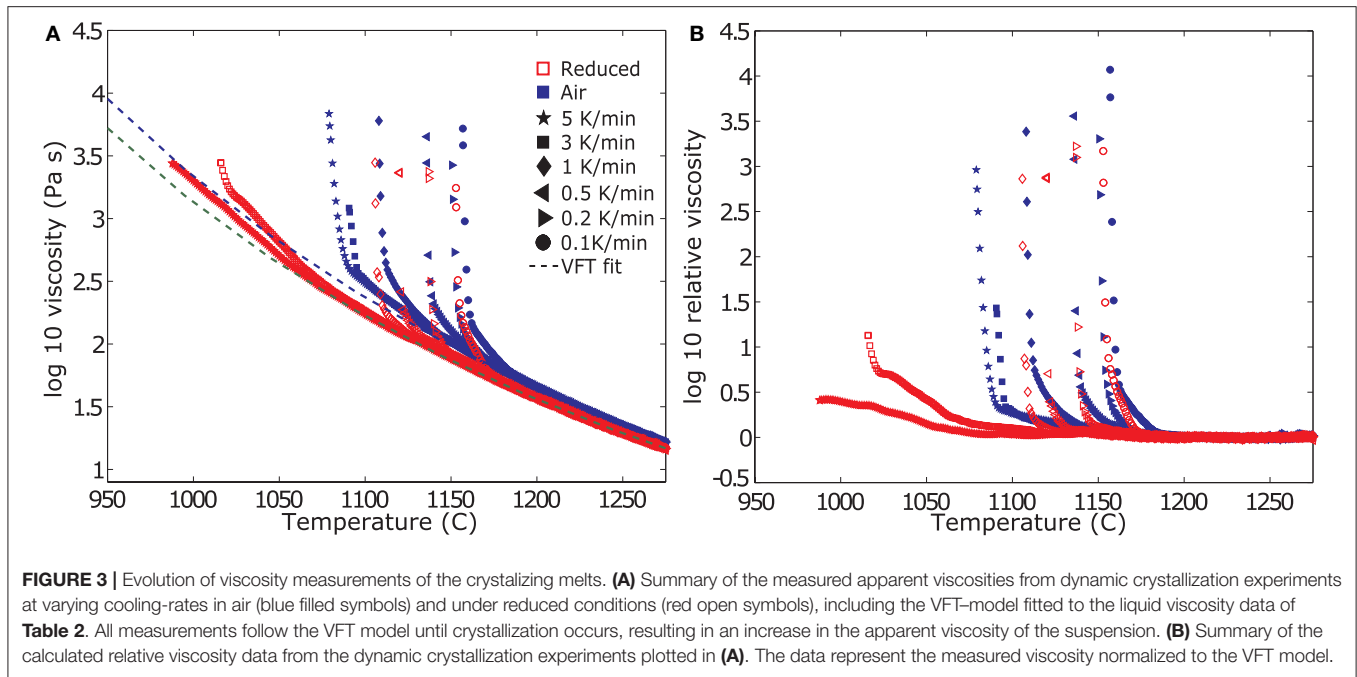 A
4.5
4
3.5
3
2.5
2
1.5
1
log 10 viscosity (Pa s)
950 1000 1050 1100 1150 1200 1250
Temperature (C)
Reduced
Air
5 K/min
3 K/min
1 K/min
0.5 K/min
0.2 K/min
0.1K/min
VFT fit
B
4.5
4
3.5
3
2.5
2
1.5
1
0.5
0
-0.5
log 10 relative viscosity
950 1000 1050 1100 1150 1200 1250
Temperature (C)
FIGURE 3 | Evolution of viscosity measurements of the crystalizing melts. (A) Summary of the measured apparent viscosities from dynamic crystallization experiments
at varying cooling-rates in air (blue filled symbols) and under reduced conditions (red open symbols), including the VFT–model fitted to the liquid viscosity data of
Table 2. All measurements follow the VFT model until crystallization occurs, resulting in an increase in the apparent viscosity of the suspension. (B) Summary of the
calculated relative viscosity data from the dynamic crystallization experiments plotted in (A). The data represent the measured viscosity normalized to the VFT model.